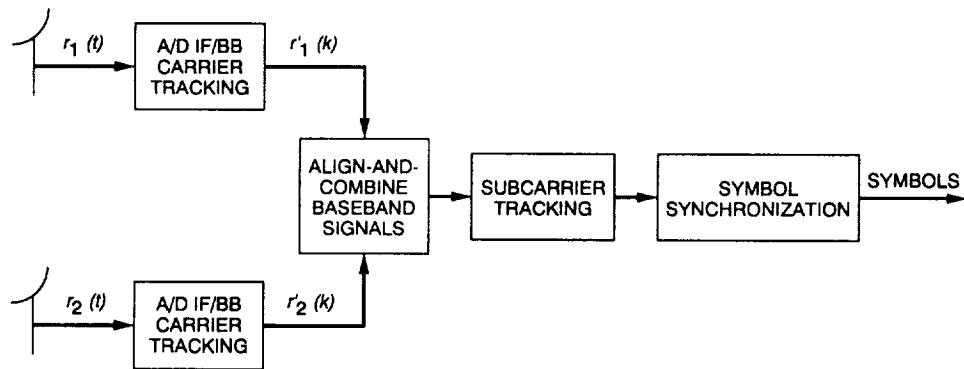 r1 (t)
A/D IF/BB
CARRIER
TRACKING
r'1 (k)
ALIGN-AND-
COMBINE
BASEBAND
SIGNALS
SUBCARRIER
TRACKING
SYMBOL
SYNCHRONIZATION
SYMBOLS
r2 (t)
A/D IF/BB
CARRIER
TRACKING
r'2 (k)